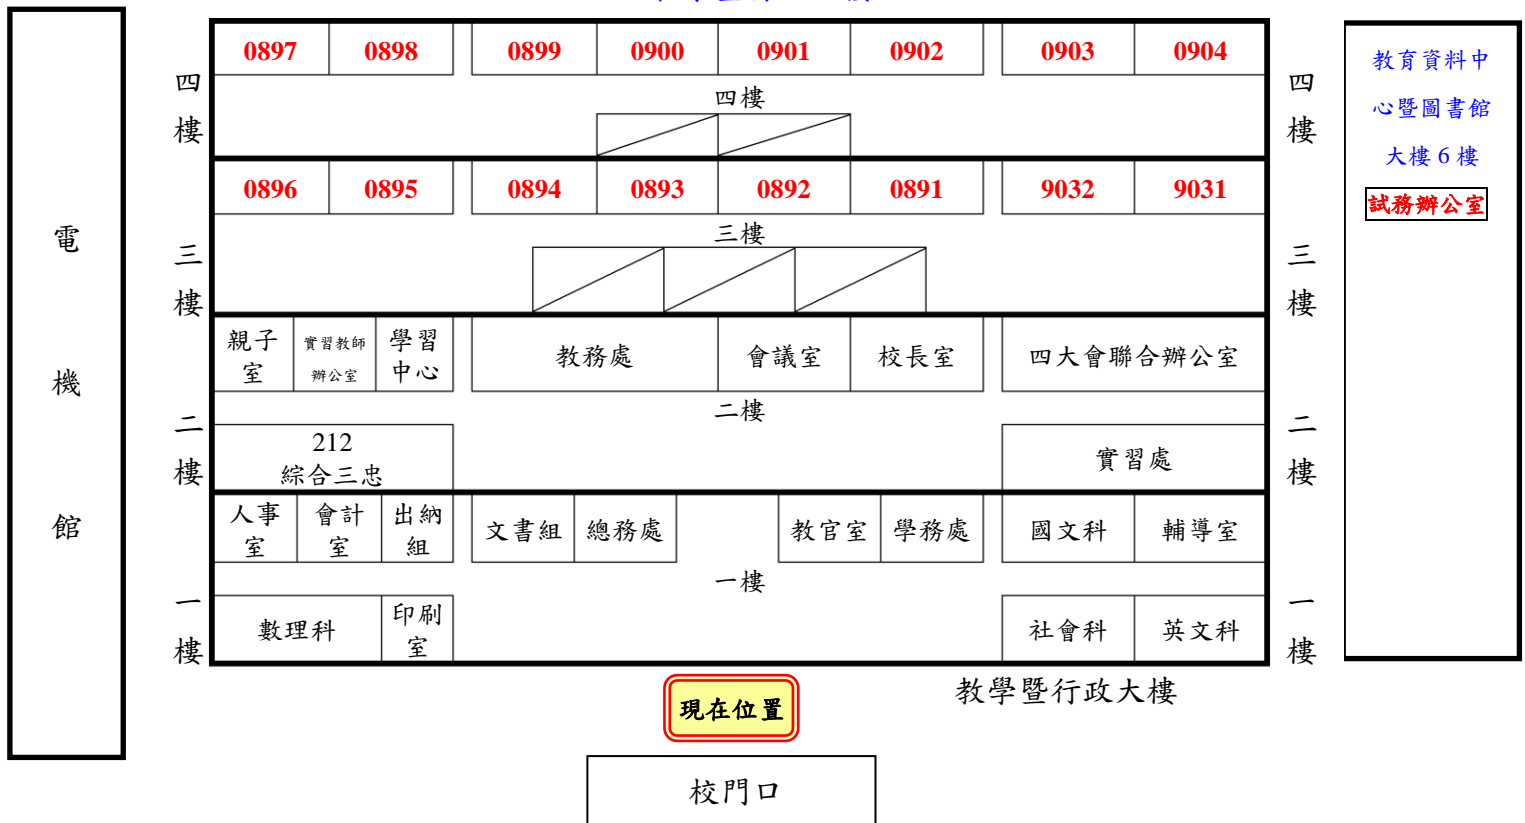 0897 0898 0899 0900 0901 0902 0903 0904
四樓
四樓
四樓
0896 0895 0894 0893 0892 0891 9032 9031
三樓
三樓
三樓
親子室 實習教師辦公室 學習中心 教務處 會議室 校長室 四大會聯合辦公室
二樓
二樓
二樓
212
綜合三忠
實習處
人事室 會計室 出納組 文書組 總務處 教官室 學務處 國文科 輔導室
一樓
一樓
一樓
數理科 印刷室 社會科 英文科
電機館
教育資料中
心暨圖書館
大樓6樓
試務辦公室
教學暨行政大樓
現在位置
校門口